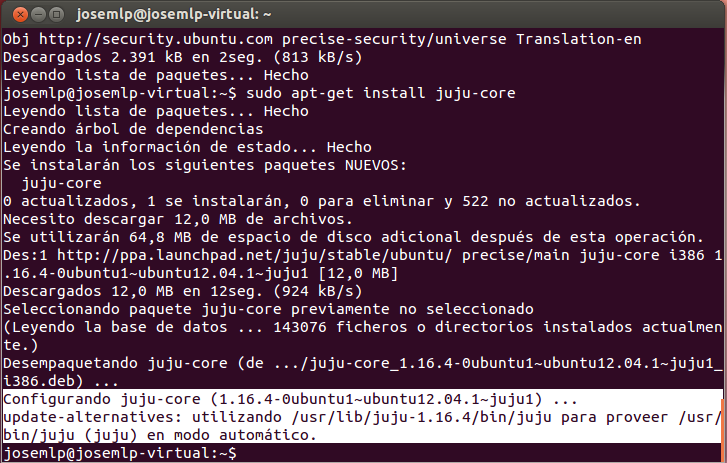 josemlp@josemlp-virtual: ~
Obj http://security.ubuntu.com precise-security/universe Translation-en
Descargados 2.391 kB en 2seg. (813 kB/s)
Leyendo lista de paquetes... Hecho
josemlp@josemlp-virtual:~$ sudo apt-get install juju-core
Leyendo lista de paquetes... Hecho
Creando árbol de dependencias
Leyendo la información de estado... Hecho
Se instalarán los siguientes paquetes NUEVOS:
  juju-core
0 actualizados, 1 se instalarán, 0 para eliminar y 522 no actualizados.
Necesito descargar 12,0 MB de archivos.
Se utilizarán 64,8 MB de espacio de disco adicional después de esta operación.
Des:1 http://ppa.launchpad.net/juju/stable/ubuntu/ precise/main juju-core i386 1
.16.4-0ubuntu1~ubuntu12.04.1~juju1 [12,0 MB]
Descargados 12,0 MB en 12seg. (924 kB/s)
Seleccionando paquete juju-core previamente no seleccionado
(Leyendo la base de datos ... 143076 ficheros o directorios instalados actualmen
te.)
Desempaquetando juju-core (de .../juju-core_1.16.4-0ubuntu1~ubuntu12.04.1~juju1_
i386.deb) ...
Configurando juju-core (1.16.4-0ubuntu1~ubuntu12.04.1~juju1) ...
update-alternatives: utilizando /usr/lib/juju-1.16.4/bin/juju para proveer /usr/
bin/juju (juju) en modo automático.
josemlp@josemlp-virtual:~$